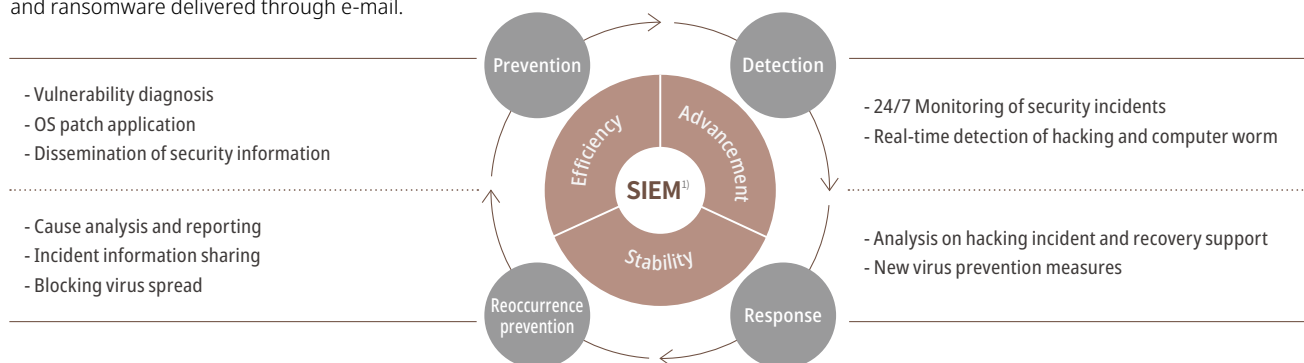 and ransomware delivered through e-mail.
Prevention
- Vulnerability diagnosis
- OS patch application
- Dissemination of security information
Detection
- 24/7 Monitoring of security incidents
- Real-time detection of hacking and computer worm
Efficiency
Advancement
SIEM1)
Stability
- Cause analysis and reporting
- Incident information sharing
- Blocking virus spread
Reoccurrence
prevention
- Analysis on hacking incident and recovery support
- New virus prevention measures
Response